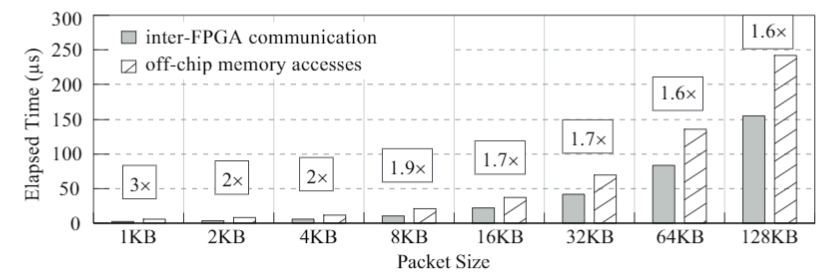 300
250
200
150
100
50
0
Elapsed Time (μs)
inter-FPGA communication
off-chip memory accesses
3×
2×
2×
1.9×
1.7×
1.7×
1.6×
1.6×
1KB
2KB
4KB
8KB
16KB
32KB
64KB
128KB
Packet Size